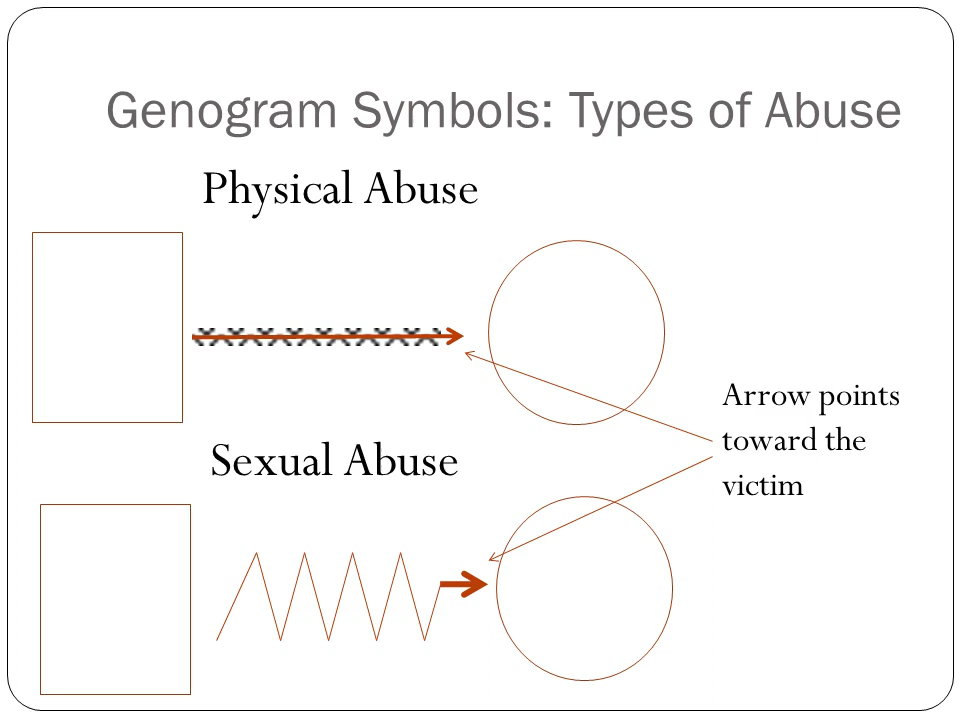 Genogram Symbols: Types of Abuse
Physical Abuse
Arrow points
toward the
victim
Sexual Abuse